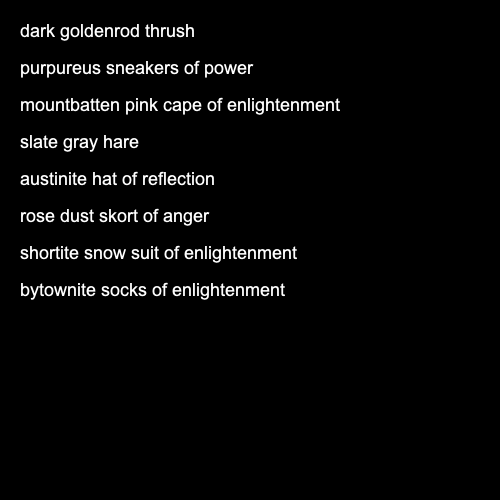 dark goldenrod thrush
purpureus sneakers of power
mountbatten pink cape of enlightenment
slate gray hare
austinite hat of reflection
rose dust skort of anger
shortite snow suit of enlightenment
bytownite socks of enlightenment